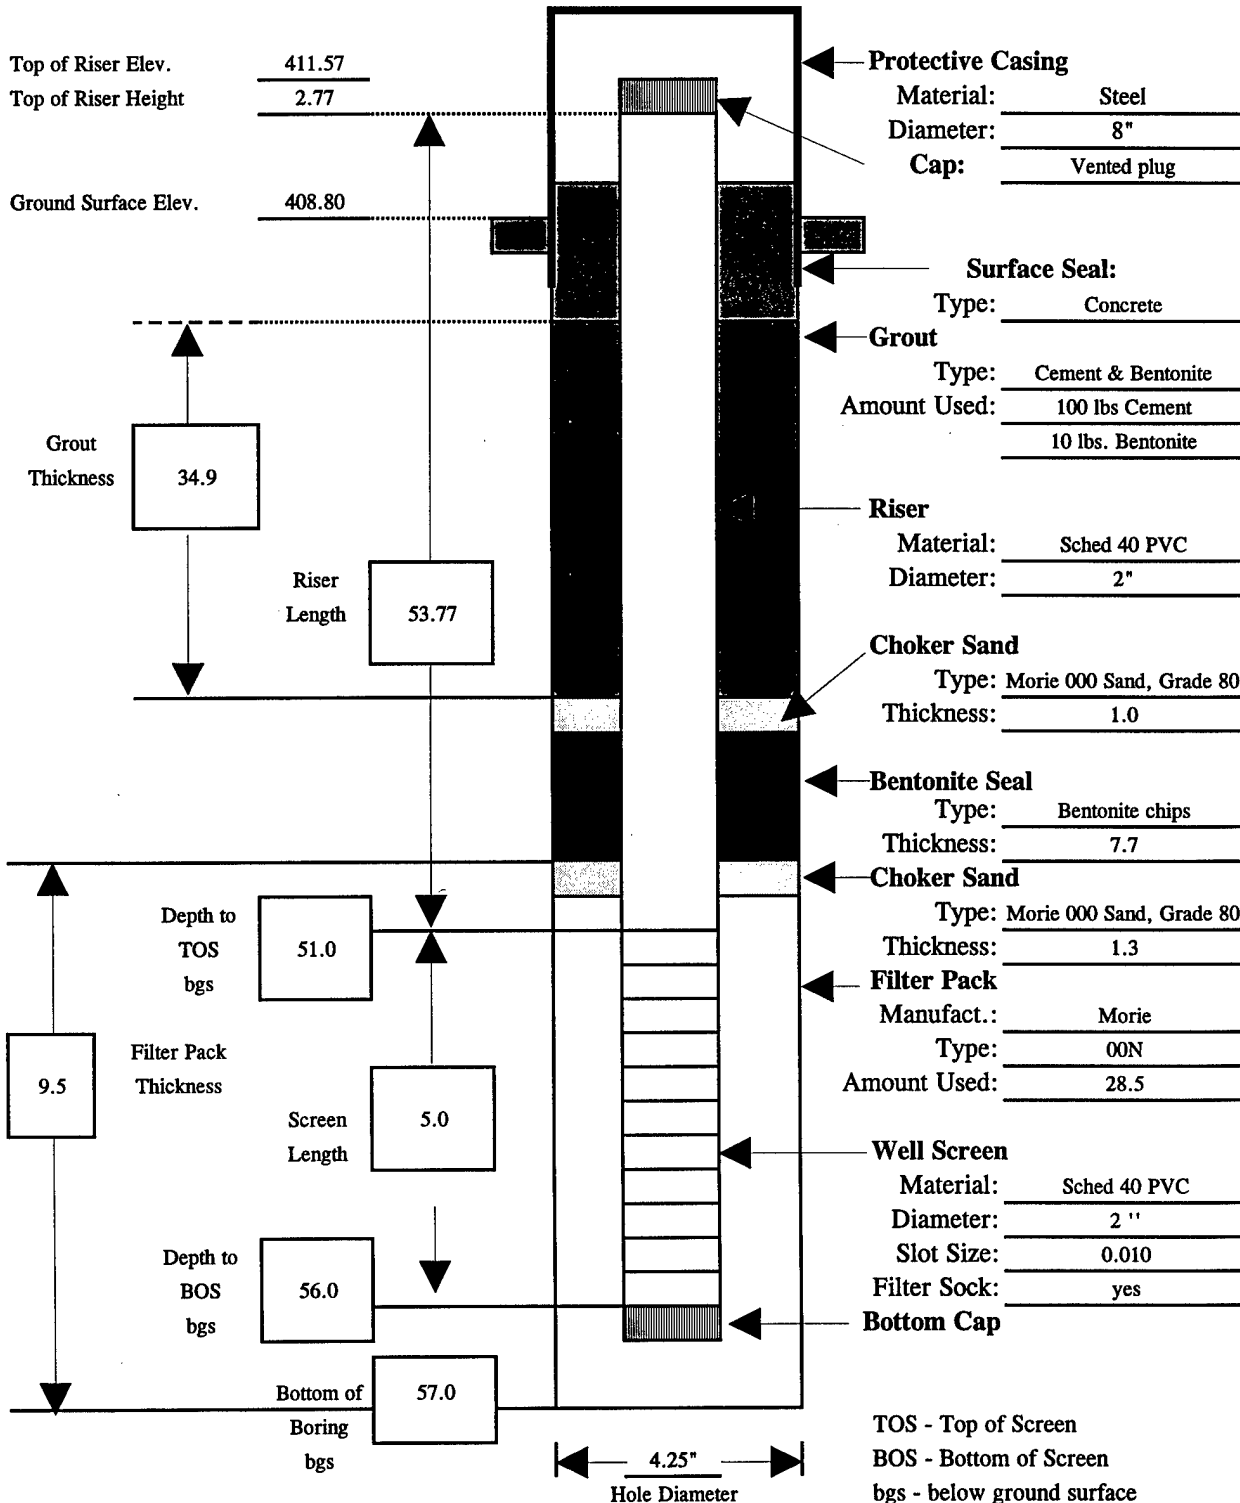 Top of Riser Elev. 411.57
Top of Riser Height 2.77
Ground Surface Elev. 408.80
Grout
Thickness
34.9
Riser
Length
53.77
Depth to
TOS
bgs
51.0
Filter Pack
Thickness
9.5
Screen
Length
5.0
Depth to
BOS
bgs
56.0
Bottom of
Boring
bgs
57.0
4.25"
Hole Diameter
Protective Casing
Material: Steel
Diameter: 8"
Cap: Vented plug
Surface Seal:
Type: Concrete
Grout
Type: Cement & Bentonite
Amount Used: 100 lbs Cement
10 lbs. Bentonite
Riser
Material: Sched 40 PVC
Diameter: 2"
Choker Sand
Type: Morie 000 Sand, Grade 80
Thickness: 1.0
Bentonite Seal
Type: Bentonite chips
Thickness: 7.7
Choker Sand
Type: Morie 000 Sand, Grade 80
Thickness: 1.3
Filter Pack
Manufact.: Morie
Type: 00N
Amount Used: 28.5
Well Screen
Material: Sched 40 PVC
Diameter: 2 ''
Slot Size: 0.010
Filter Sock: yes
Bottom Cap
TOS - Top of Screen
BOS - Bottom of Screen
bgs - below ground surface